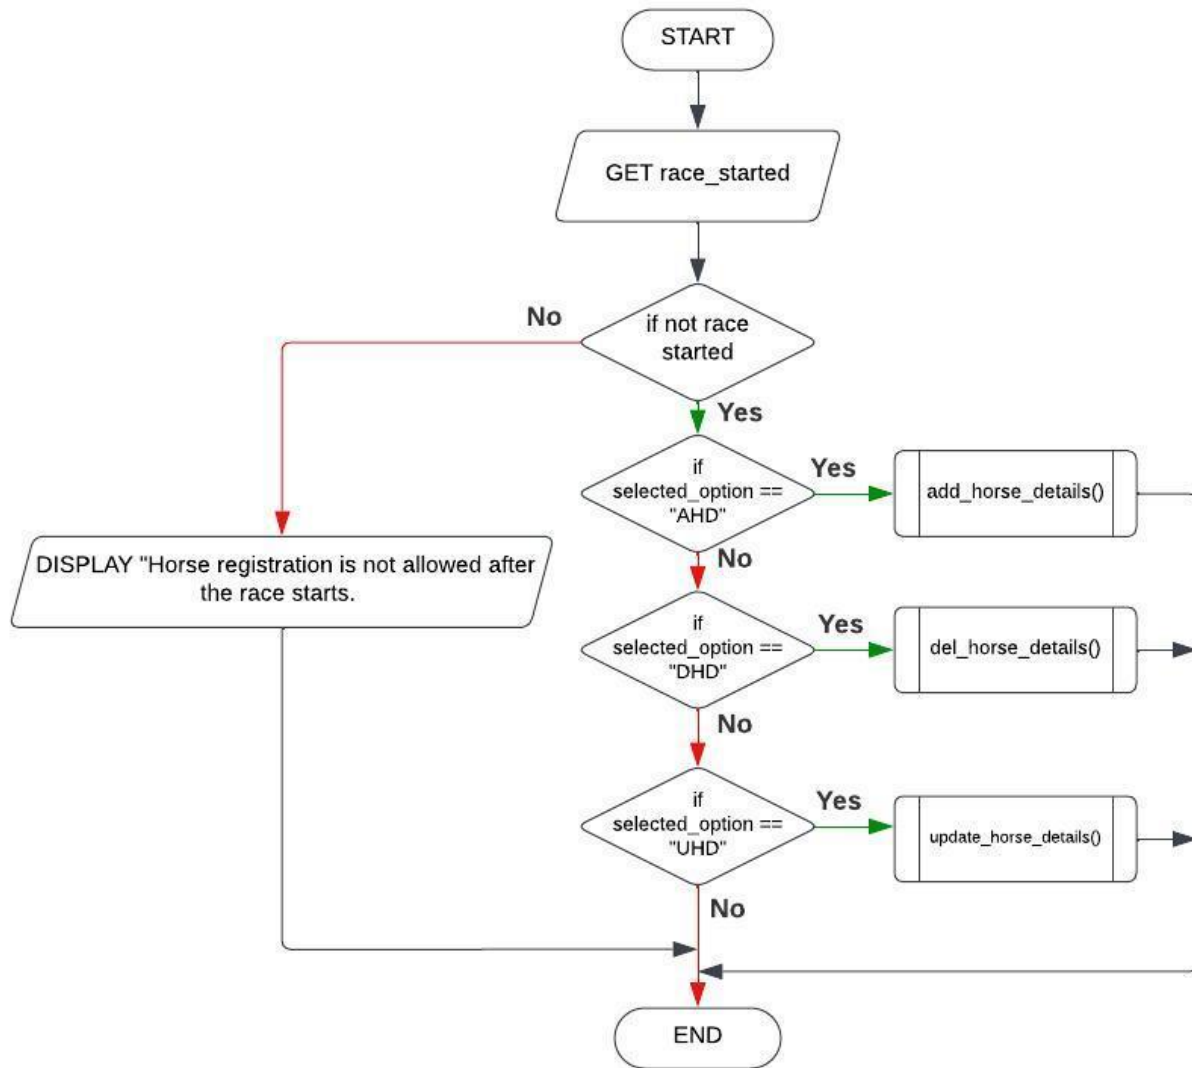 START
GET race_started
if not race
started
No
Yes
if
selected_option ==
"AHD"
Yes
add_horse_details()
No
DISPLAY "Horse registration is not allowed after
the race starts.
if
selected_option ==
"DHD"
Yes
del_horse_details()
No
if
selected_option ==
"UHD"
Yes
update_horse_details()
No
END